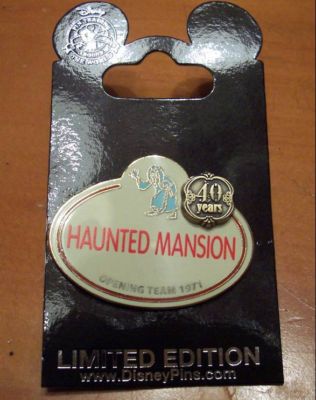 40
years
HAUNTED MANSION
OPENING TEAM 1971
LIMITED EDITION
www.DisneyPins.com